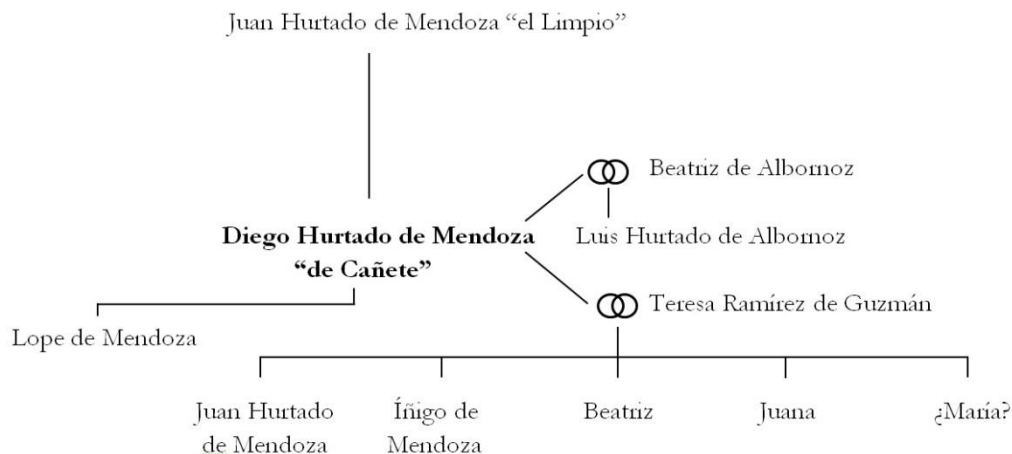 Juan Hurtado de Mendoza “el Limpio”
Beatriz de Albornoz
Diego Hurtado de Mendoza
“de Cañete”
Luis Hurtado de Albornoz
Teresa Ramírez de Guzmán
Lope de Mendoza
Juan Hurtado
de Mendoza
Íñigo de
Mendoza
Beatriz
Juana
¿María?